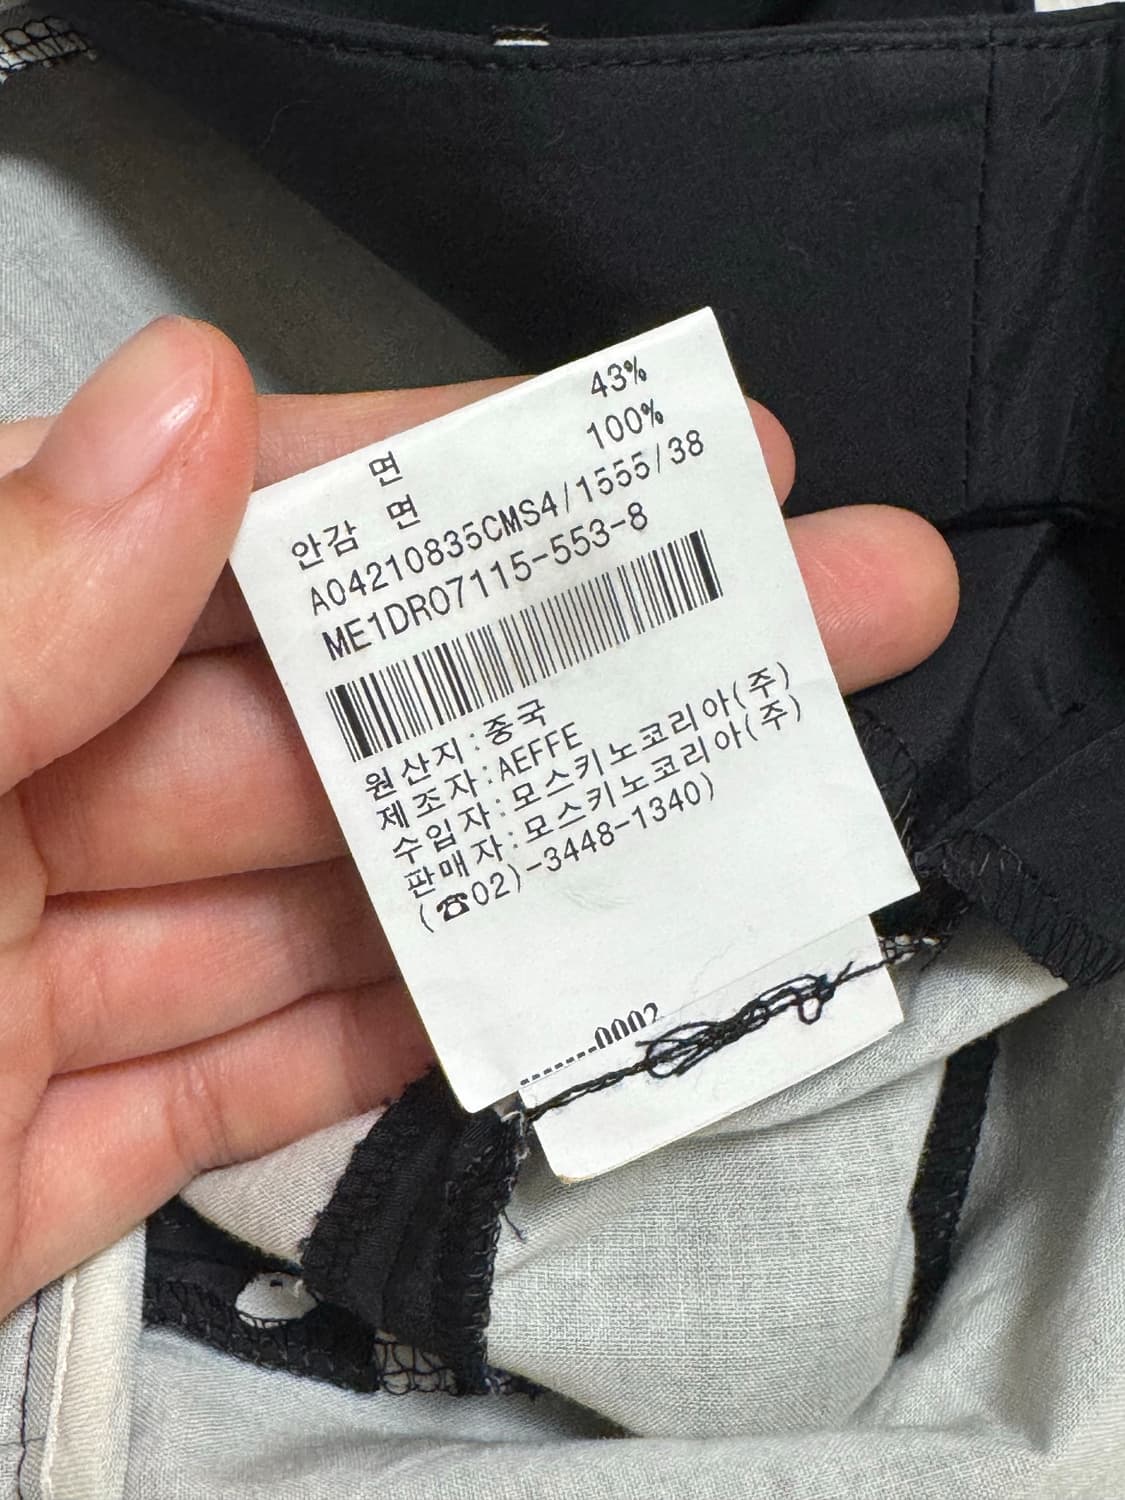 면 43%
안감 면 100%
A04210835CMS4/1555/38
ME1DR07115-553-8
원산지:중국
제조자:AEFFE
수입자:모스키노코리아(주)
판매자:모스키노코리아(주)
(☎02)-3448-1340)
0002